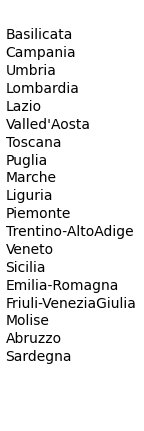 Basilicata
Campania
Umbria
Lombardia
Lazio
Valled'Aosta
Toscana
Puglia
Marche
Liguria
Piemonte
Trentino-AltoAdige
Veneto
Sicilia
Emilia-Romagna
Friuli-VeneziaGiulia
Molise
Abruzzo
Sardegna